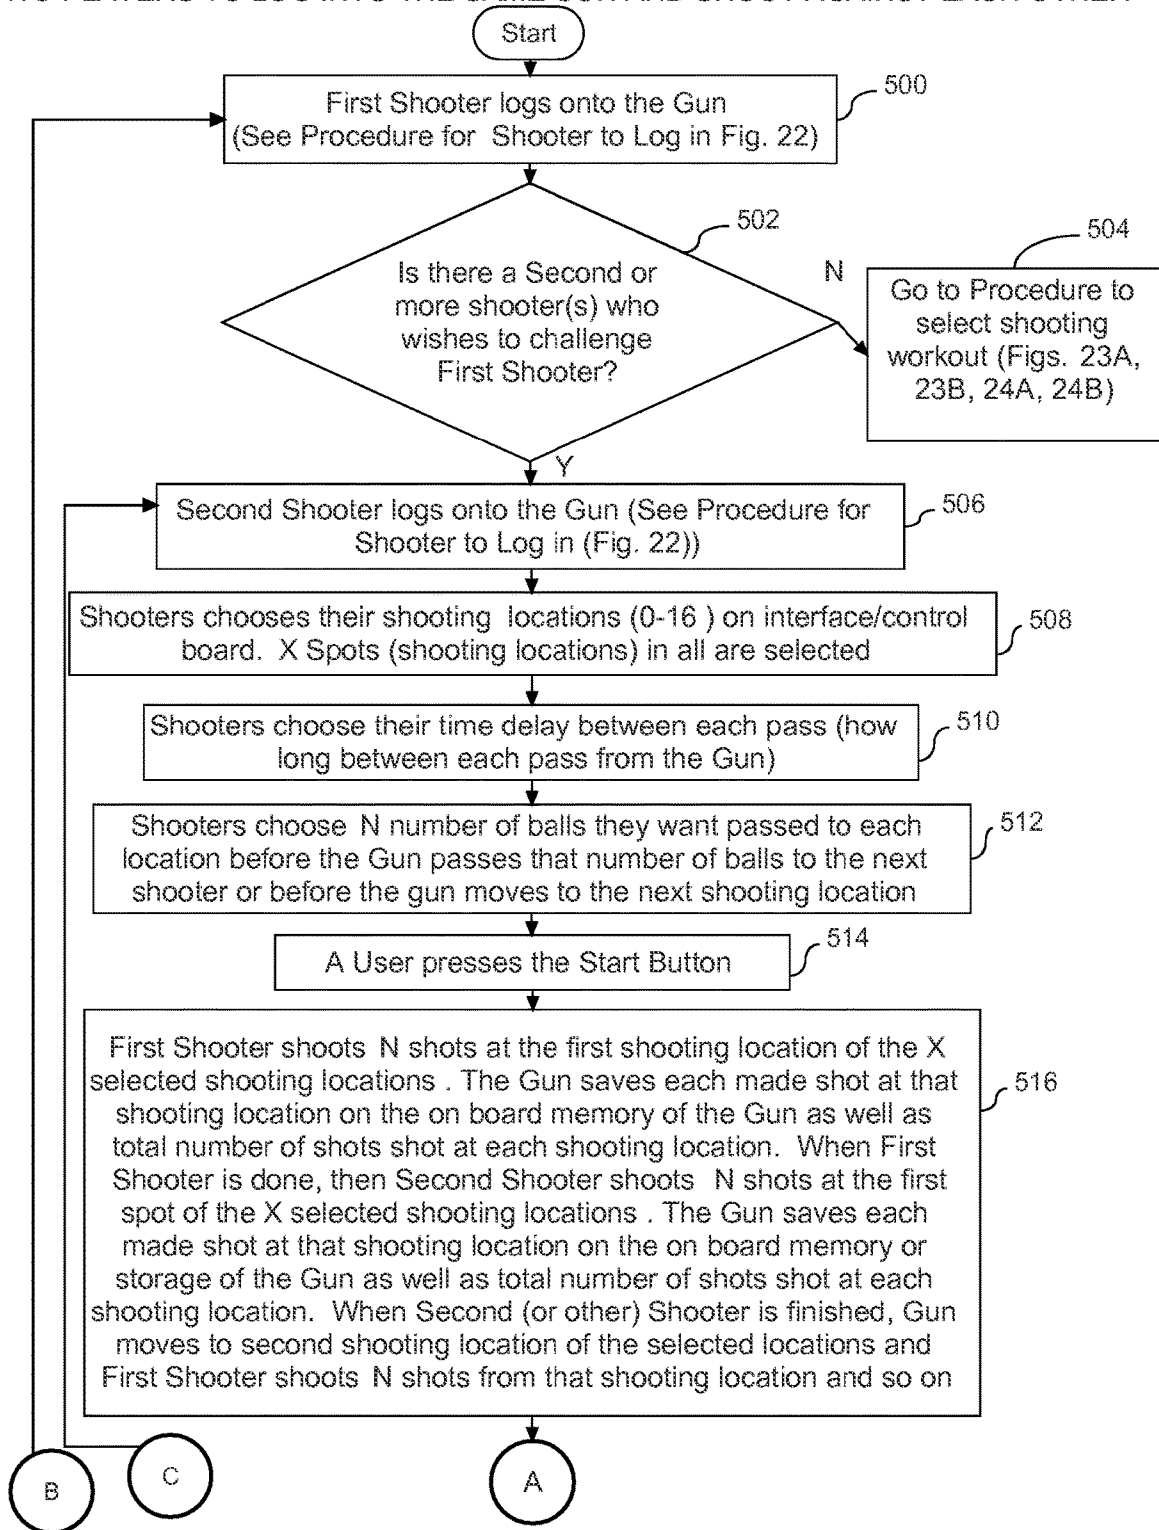 Start
500
First Shooter logs onto the Gun
(See Procedure for Shooter to Log in Fig. 22)
502
504
Is there a Second or
more shooter(s) who
wishes to challenge
First Shooter?
N
Go to Procedure to
select shooting
workout (Figs. 23A,
23B, 24A, 24B)
Y
506
Second Shooter logs onto the Gun (See Procedure for
Shooter to Log in (Fig. 22))
508
Shooters chooses their shooting locations (0-16 ) on interface/control
board. X Spots (shooting locations) in all are selected
510
Shooters choose their time delay between each pass (how
long between each pass from the Gun)
512
Shooters choose N number of balls they want passed to each
location before the Gun passes that number of balls to the next
shooter or before the gun moves to the next shooting location
514
A User presses the Start Button
516
First Shooter shoots N shots at the first shooting location of the X
selected shooting locations . The Gun saves each made shot at that
shooting location on the on board memory of the Gun as well as
total number of shots shot at each shooting location. When First
Shooter is done, then Second Shooter shoots N shots at the first
spot of the X selected shooting locations . The Gun saves each
made shot at that shooting location on the on board memory or
storage of the Gun as well as total number of shots shot at each
shooting location. When Second (or other) Shooter is finished, Gun
moves to second shooting location of the selected locations and
First Shooter shoots N shots from that shooting location and so on
B
C
A